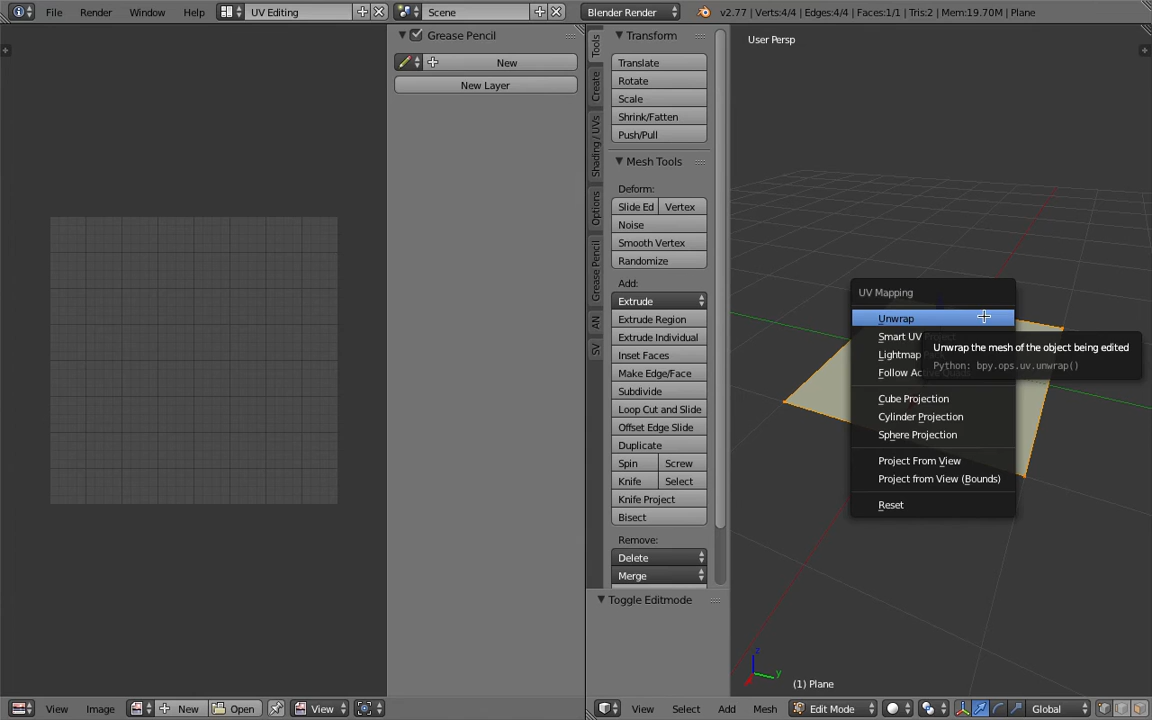 File Render Window Help UV Editing Scene Blender Render v2.77 | Verts:4/4 | Edges:4/4 | Faces:1/1 | Tris:2 | Mem:19.70M | Plane
Grease Pencil
New
New Layer
Tools
Create
Shading / UVs
Options
Grease Pencil
AN
SV
Transform
Translate
Rotate
Scale
Shrink/Fatten
Push/Pull
Mesh Tools
Deform:
Slide Ed Vertex
Noise
Smooth Vertex
Randomize
Add:
Extrude
Extrude Region
Extrude Individual
Inset Faces
Make Edge/Face
Subdivide
Loop Cut and Slide
Offset Edge Slide
Duplicate
Spin Screw
Knife Select
Knife Project
Bisect
Remove:
Delete
Merge
Toggle Editmode
User Persp
UV Mapping
Unwrap
Smart UV
Lightmap
Follow Ac
Unwrap the mesh of the object being edited
Python: bpy.ops.uv.unwrap()
Cube Projection
Cylinder Projection
Sphere Projection
Project From View
Project from View (Bounds)
Reset
z
y
(1) Plane
View Image New Open View
View Select Add Mesh Edit Mode Global